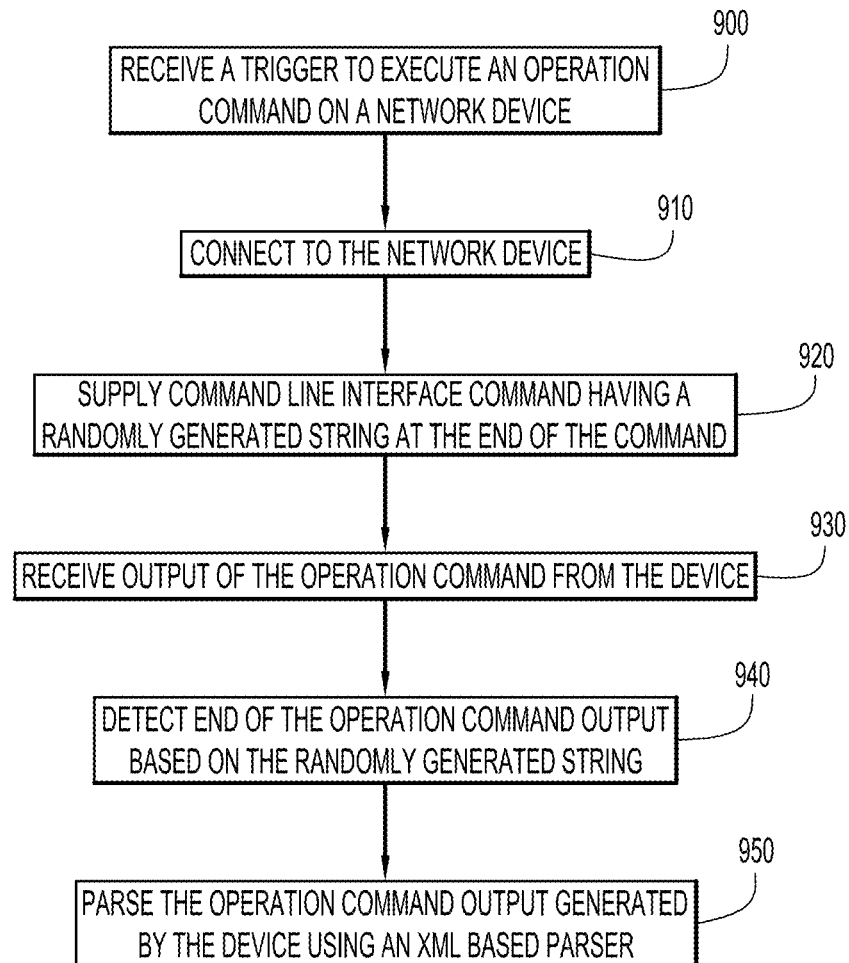 900
RECEIVE A TRIGGER TO EXECUTE AN OPERATION
COMMAND ON A NETWORK DEVICE
910
CONNECT TO THE NETWORK DEVICE
920
SUPPLY COMMAND LINE INTERFACE COMMAND HAVING A
RANDOMLY GENERATED STRING AT THE END OF THE COMMAND
930
RECEIVE OUTPUT OF THE OPERATION COMMAND FROM THE DEVICE
940
DETECT END OF THE OPERATION COMMAND OUTPUT
BASED ON THE RANDOMLY GENERATED STRING
950
PARSE THE OPERATION COMMAND OUTPUT GENERATED
BY THE DEVICE USING AN XML BASED PARSER